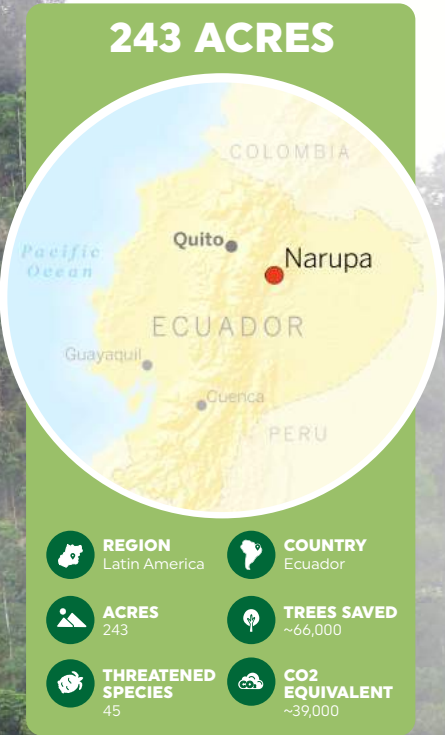 243 ACRES
COLOMBIA
Quito
Narupa
Pacific
Ocean
ECUADOR
Guayaquil
Cuenca
PERU
REGION
Latin America
COUNTRY
Ecuador
ACRES
243
TREES SAVED
~66,000
THREATENED
SPECIES
45
CO2
EQUIVALENT
~39,000